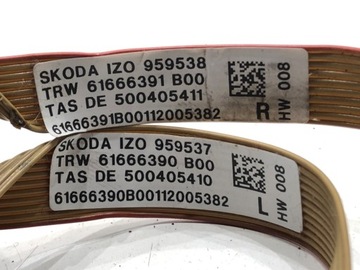 SKODA IZO 959538
TRW 61666391 B00
TAS DE 500405411
61666391B00112005382
R
HW 008
SKODA IZO 959537
TRW 61666390 B00
TAS DE 500405410
61666390B00112005382
L
HW 008